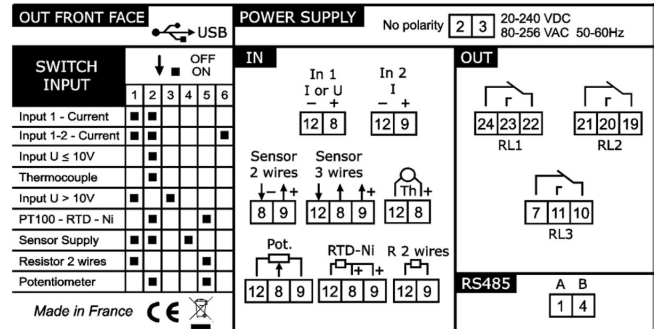 OUT FRONT FACE
USB
POWER SUPPLY
No polarity 2 3 20-240 VDC
80-256 VAC 50-60Hz
SWITCH
INPUT
OFF
ON
1 2 3 4 5 6
Input 1 - Current
Input 1-2 - Current
Input U ≤ 10V
Thermocouple
Input U > 10V
PT100 - RTD - Ni
Sensor Supply
Resistor 2 wires
Potentiometer
Made in France CE
IN
In 1
I or U
- +
12 8
In 2
I
- +
12 9
Sensor
2 wires
- +
8 9
Sensor
3 wires
+
12 8 9
Th +
12 8
Pot.
12 8 9
RTD-Ni
+ +
12 8 9
R 2 wires
12 9
OUT
24 23 22
RL1
21 20 19
RL2
7 11 10
RL3
RS485
A B
1 4